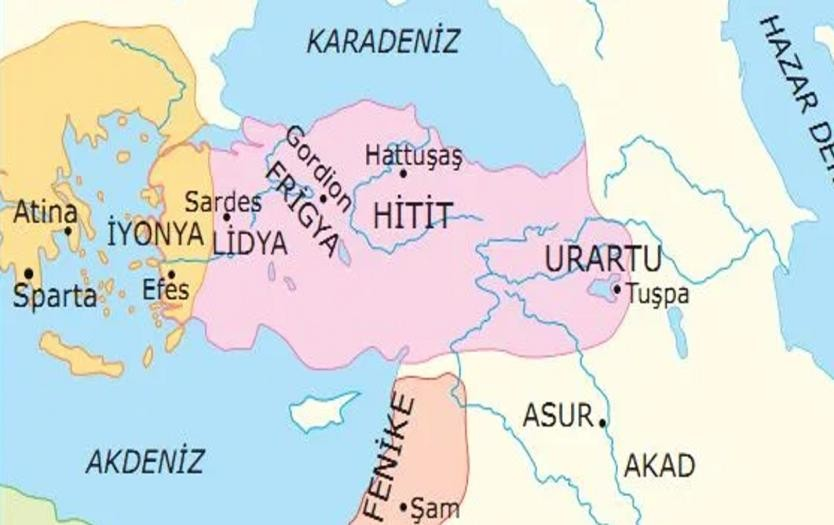 KARADENİZ
HAZAR DE
Gordion
Hattuşaş
FRİGYA
Sardes
Atina
HİTİT
İYONYA
LİDYA
URARTU
Efes
Tuşpa
Sparta
FENİKE
ASUR
AKDENİZ
AKAD
Şam